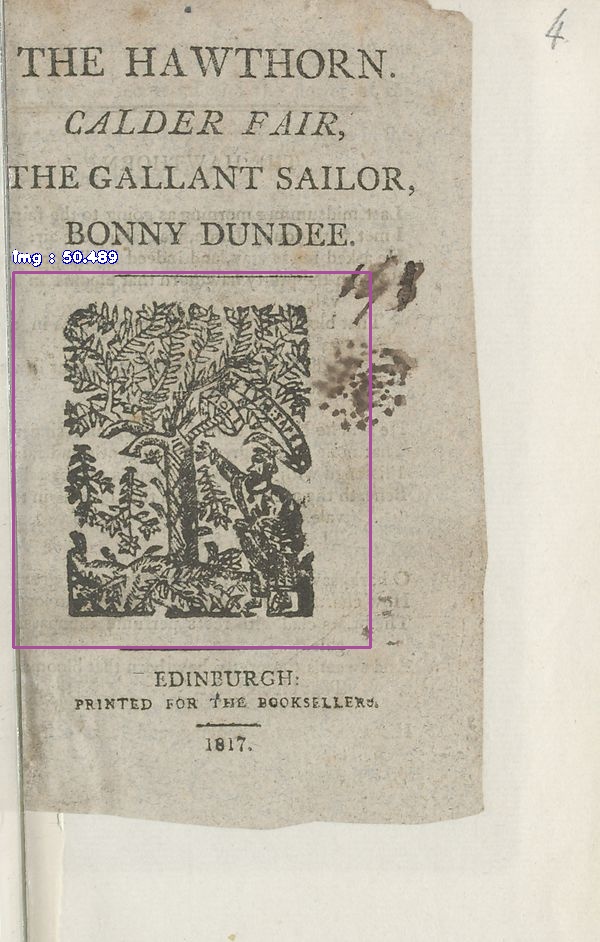 4
THE HAWTHORN.
CALDER FAIR,
THE GALLANT SAILOR,
BONNY DUNDEE.
img : 50.489
EDINBURGH:
PRINTED FOR THE BOOKSELLERS.
1817.